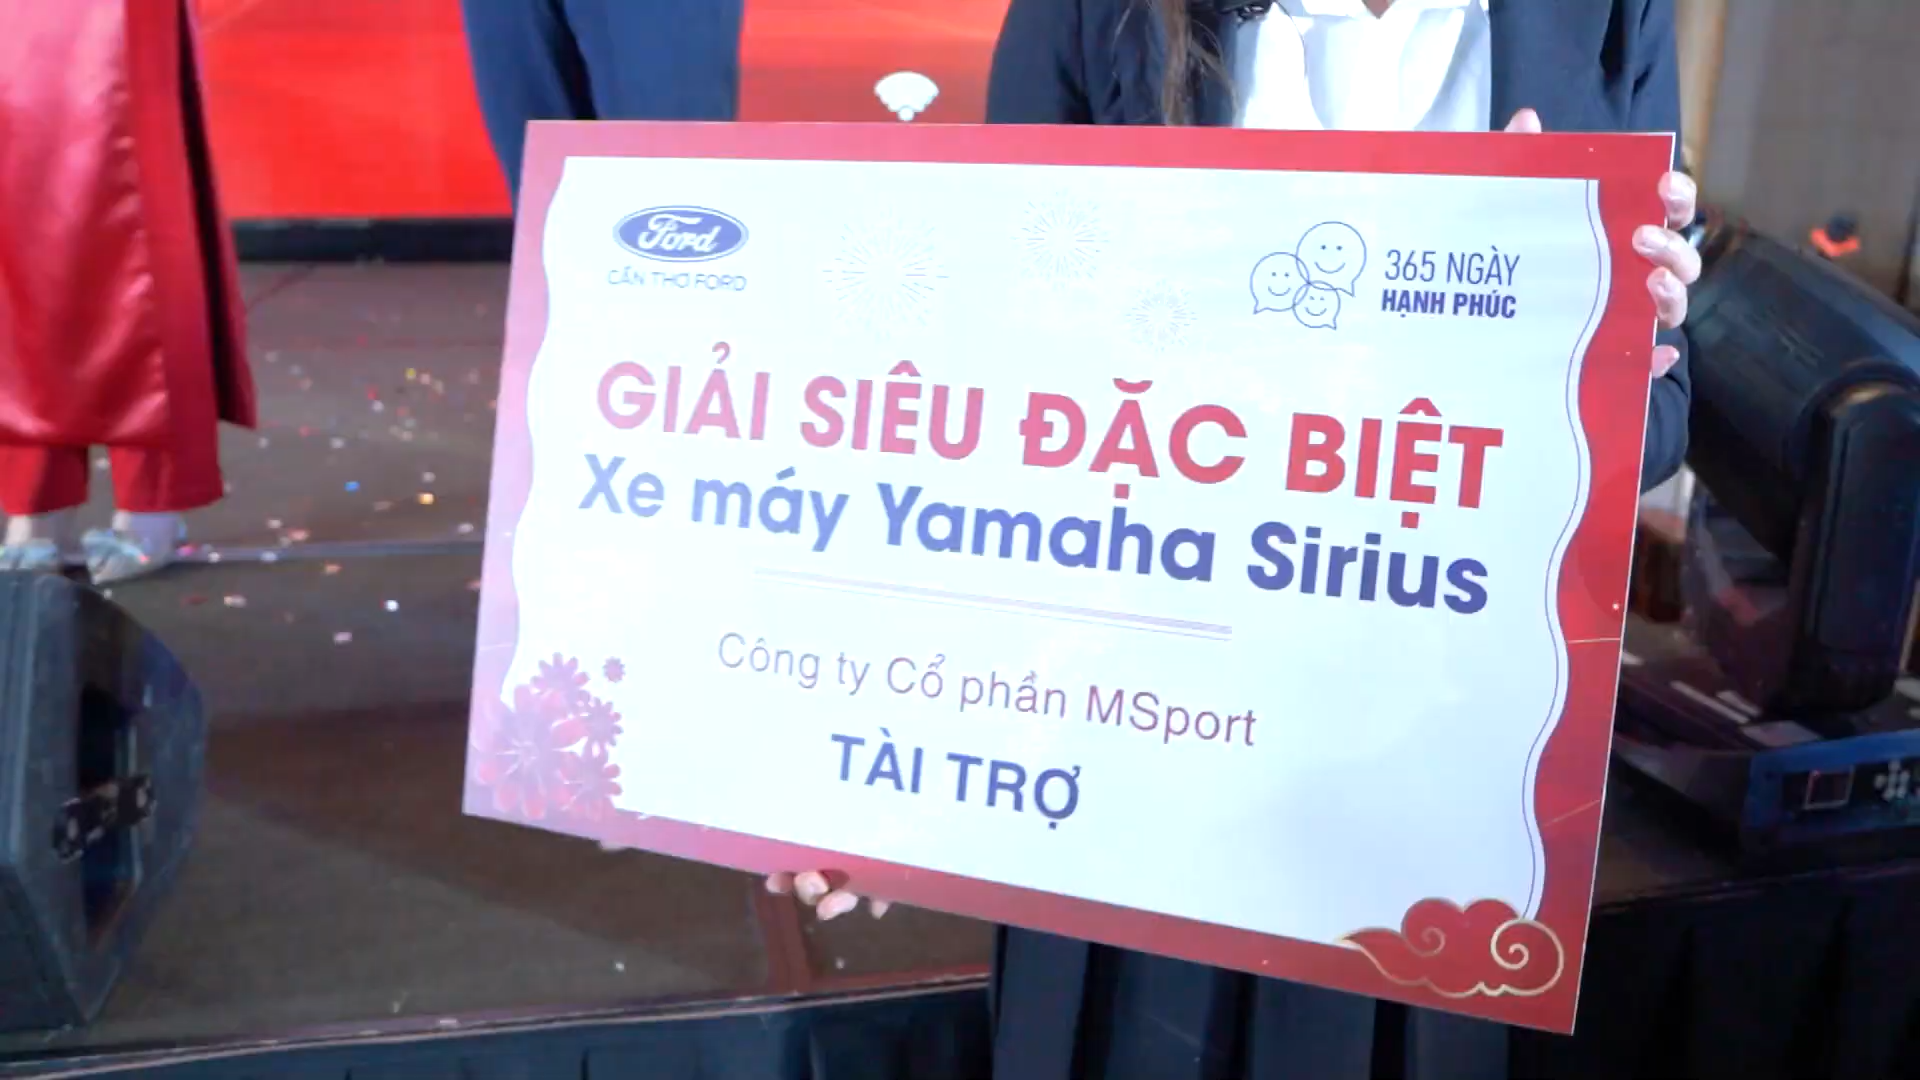 Ford
CẦN THƠ FORD
365 NGÀY
HẠNH PHÚC
GIẢI SIÊU ĐẶC BIỆT
Xe máy Yamaha Sirius
Công ty Cổ phần MSport
TÀI TRỢ